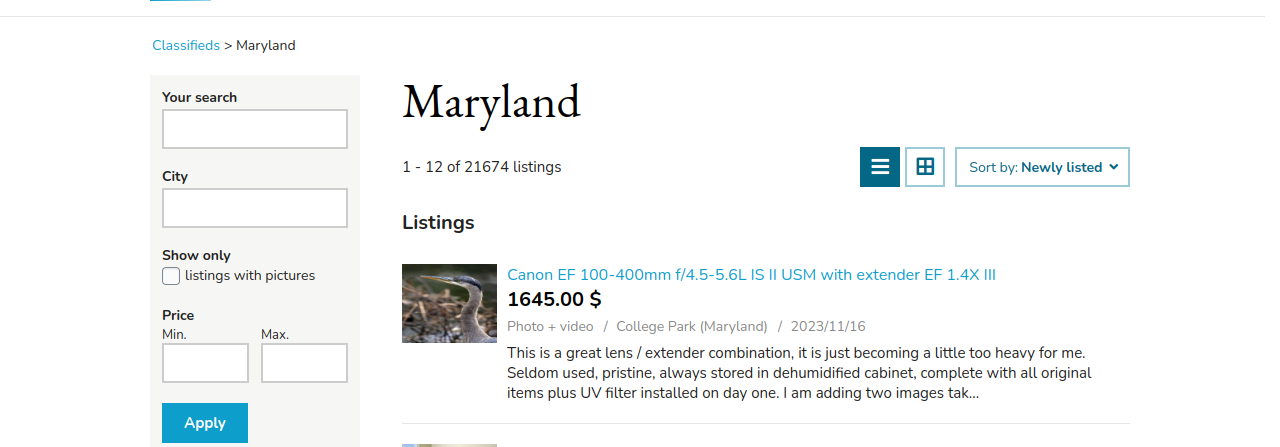 Classifieds > Maryland
Your search
City
Show only
listings with pictures
Price
Min.
Max.
Apply
Maryland
1 - 12 of 21674 listings
Sort by: Newly listed
Listings
Canon EF 100-400mm f/4.5-5.6L IS II USM with extender EF 1.4X III
1645.00 $
Photo + video / College Park (Maryland) / 2023/11/16
This is a great lens / extender combination, it is just becoming a little too heavy for me.
Seldom used, pristine, always stored in dehumidified cabinet, complete with all original
items plus UV filter installed on day one. I am adding two images tak...